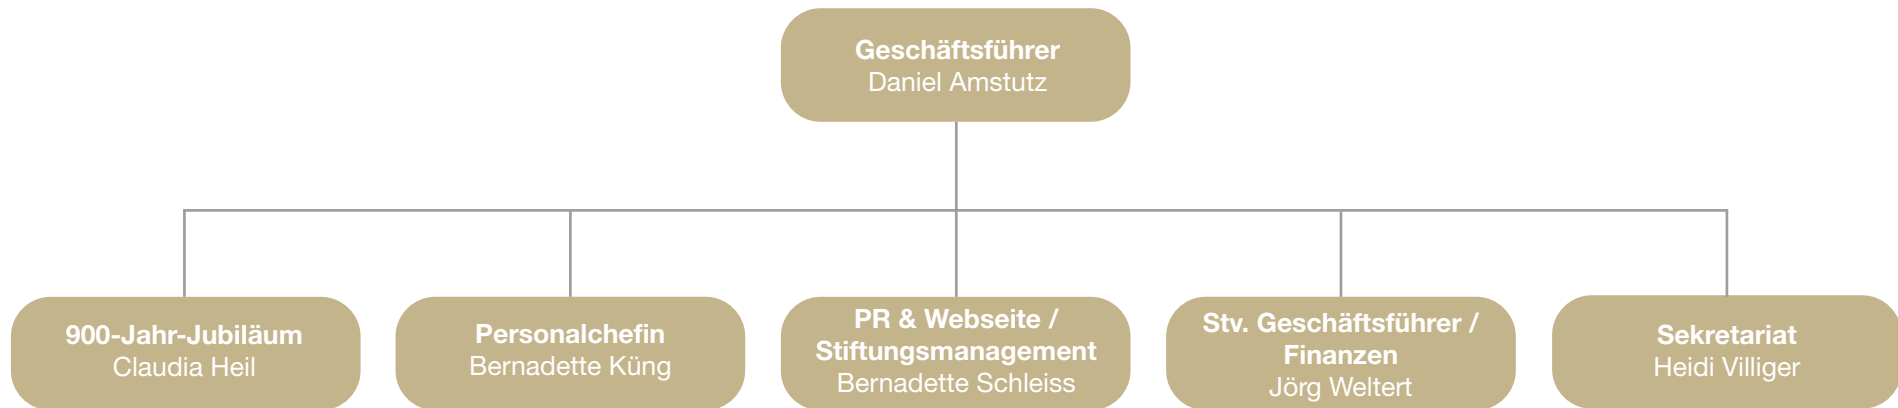 Geschäftsführer
Daniel Amstutz
900-Jahr-Jubiläum
Claudia Heil
Personalchefin
Bernadette Küng
PR & Webseite /
Stiftungsmanagement
Bernadette Schleiss
Stv. Geschäftsführer /
Finanzen
Jörg Weltert
Sekretariat
Heidi Villiger